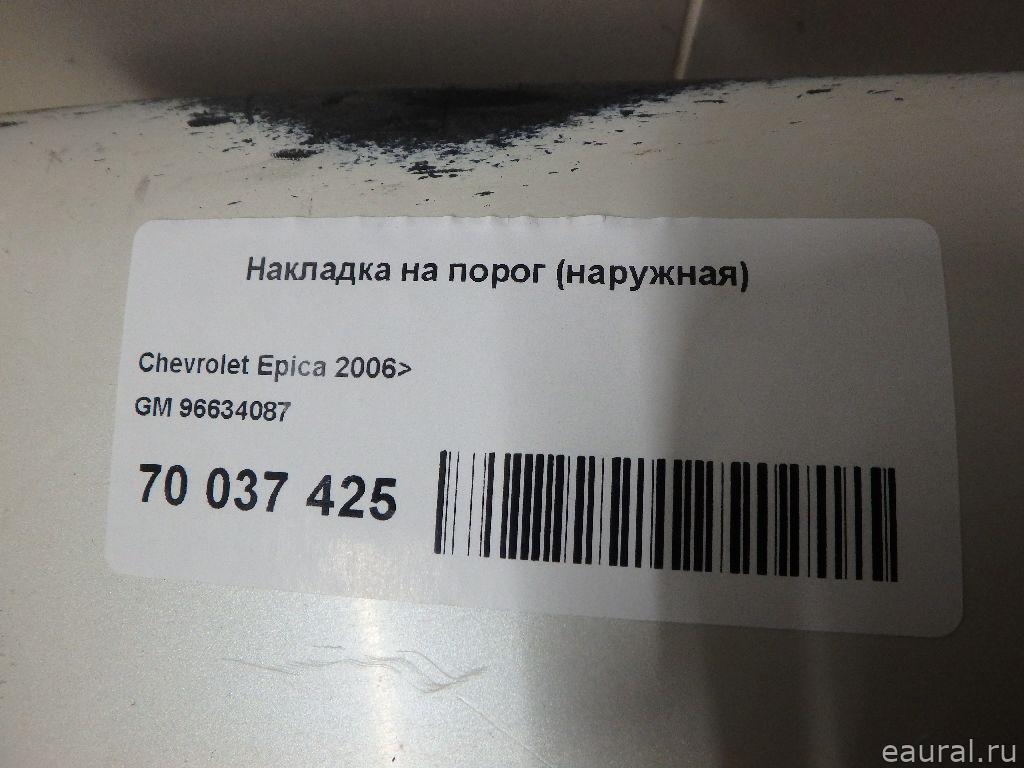 Накладка на порог (наружная)
Chevrolet Epica 2006>
GM 96634087
70 037 425
eaural.ru